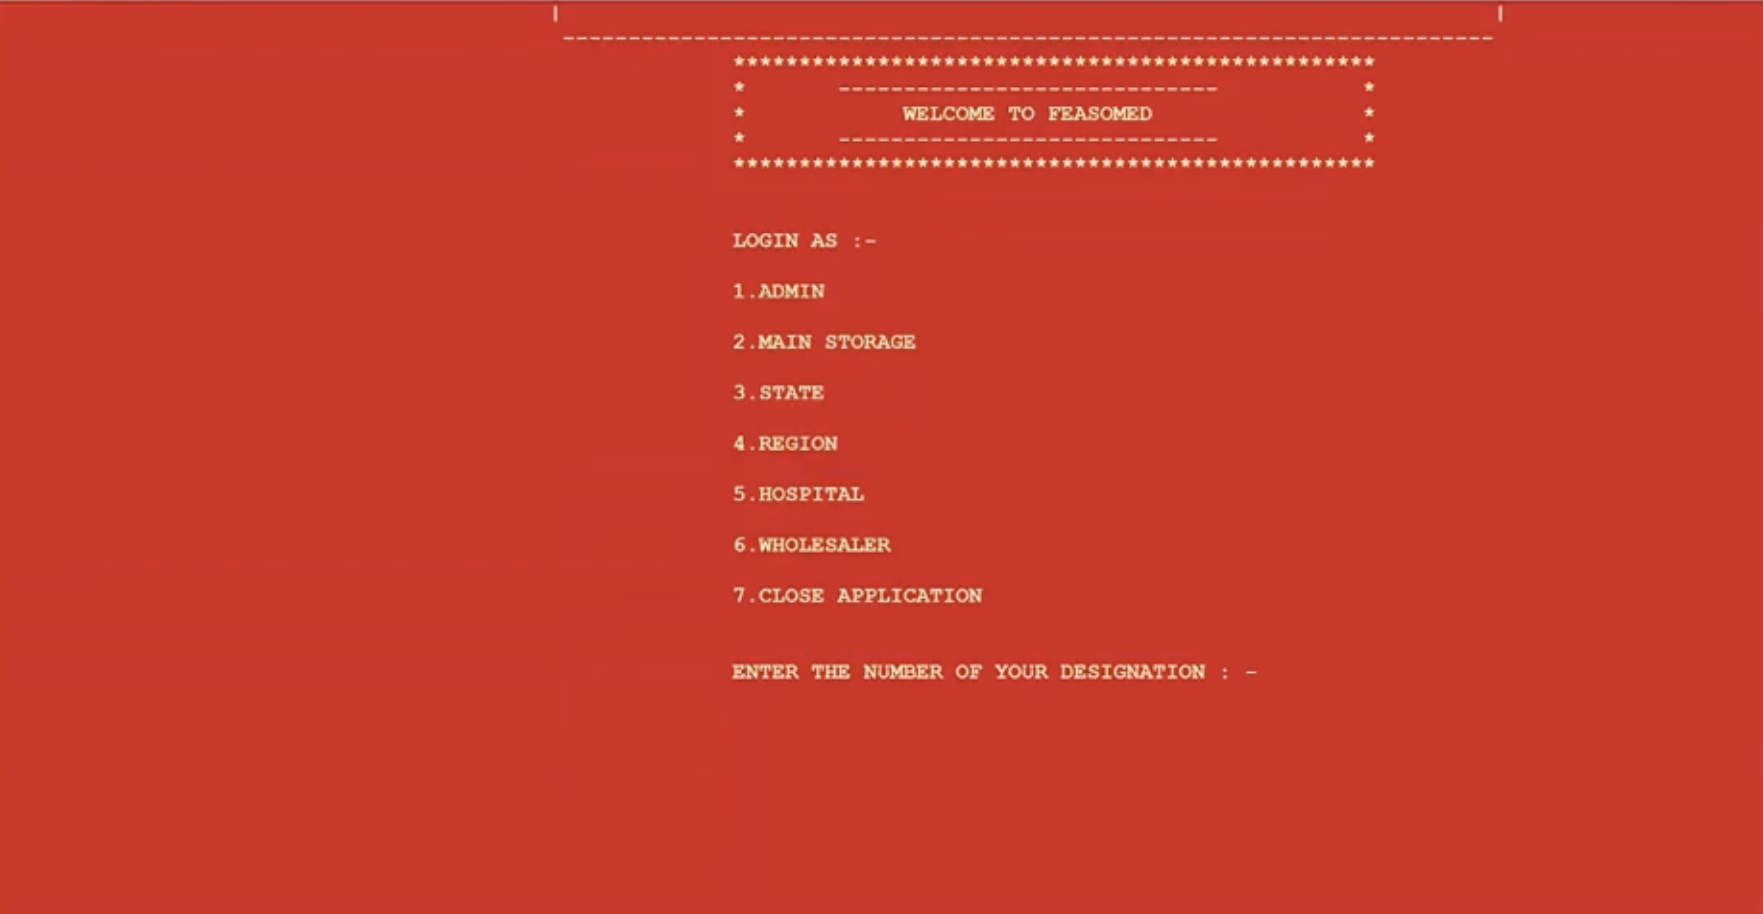 |                                                                       |
-----------------------------------------------------------------------
*************************************************
*       -----------------------------           *
*            WELCOME TO FEASOMED                *
*       -----------------------------           *
*************************************************
LOGIN AS :-
1.ADMIN
2.MAIN STORAGE
3.STATE
4.REGION
5.HOSPITAL
6.WHOLESALER
7.CLOSE APPLICATION
ENTER THE NUMBER OF YOUR DESIGNATION : -